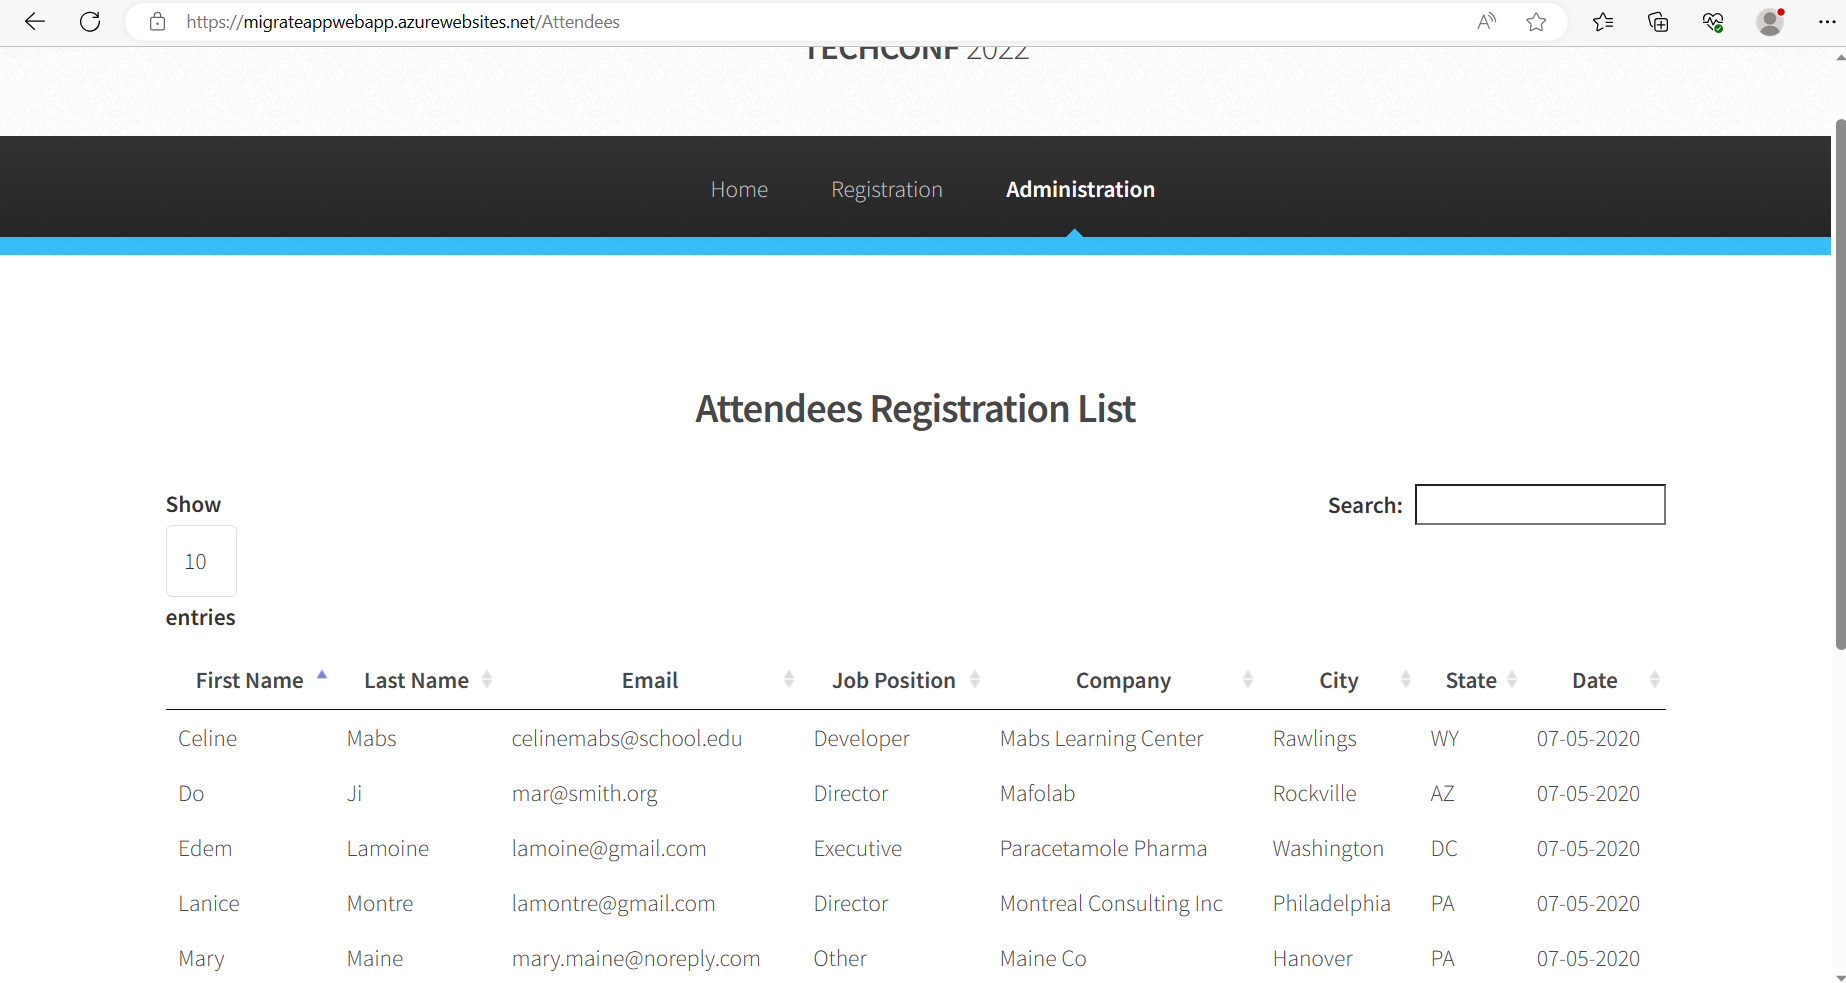 https://migrateappwebapp.azurewebsites.net/Attendees
TECHCONF 2022
Home Registration Administration
Attendees Registration List
Show
Search:
10
entries
First Name Last Name Email Job Position Company City State Date
Celine Mabs celinemabs@school.edu Developer Mabs Learning Center Rawlings WY 07-05-2020
Do Ji mar@smith.org Director Mafolab Rockville AZ 07-05-2020
Edem Lamoine lamoine@gmail.com Executive Paracetamole Pharma Washington DC 07-05-2020
Lanice Montre lamontre@gmail.com Director Montreal Consulting Inc Philadelphia PA 07-05-2020
Mary Maine mary.maine@noreply.com Other Maine Co Hanover PA 07-05-2020